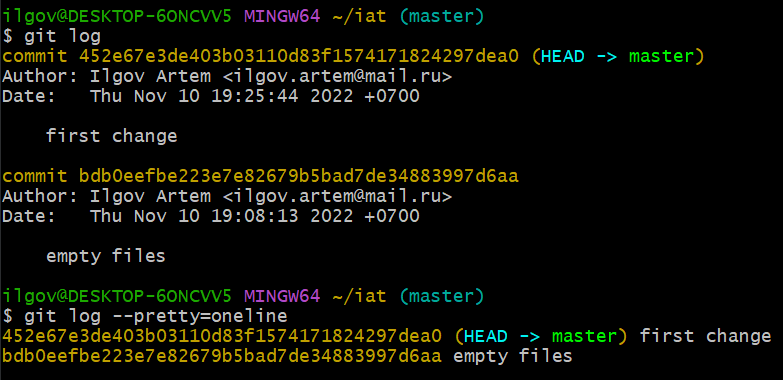 ilgov@DESKTOP-6ONCVV5 MINGW64 ~/iat (master)
$ git log
commit 452e67e3de403b03110d83f1574171824297dea0 (HEAD -> master)
Author: Ilgov Artem <ilgov.artem@mail.ru>
Date:   Thu Nov 10 19:25:44 2022 +0700
    first change
commit bdb0eefbe223e7e82679b5bad7de34883997d6aa
Author: Ilgov Artem <ilgov.artem@mail.ru>
Date:   Thu Nov 10 19:08:13 2022 +0700
    empty files
ilgov@DESKTOP-6ONCVV5 MINGW64 ~/iat (master)
$ git log --pretty=oneline
452e67e3de403b03110d83f1574171824297dea0 (HEAD -> master) first change
bdb0eefbe223e7e82679b5bad7de34883997d6aa empty files